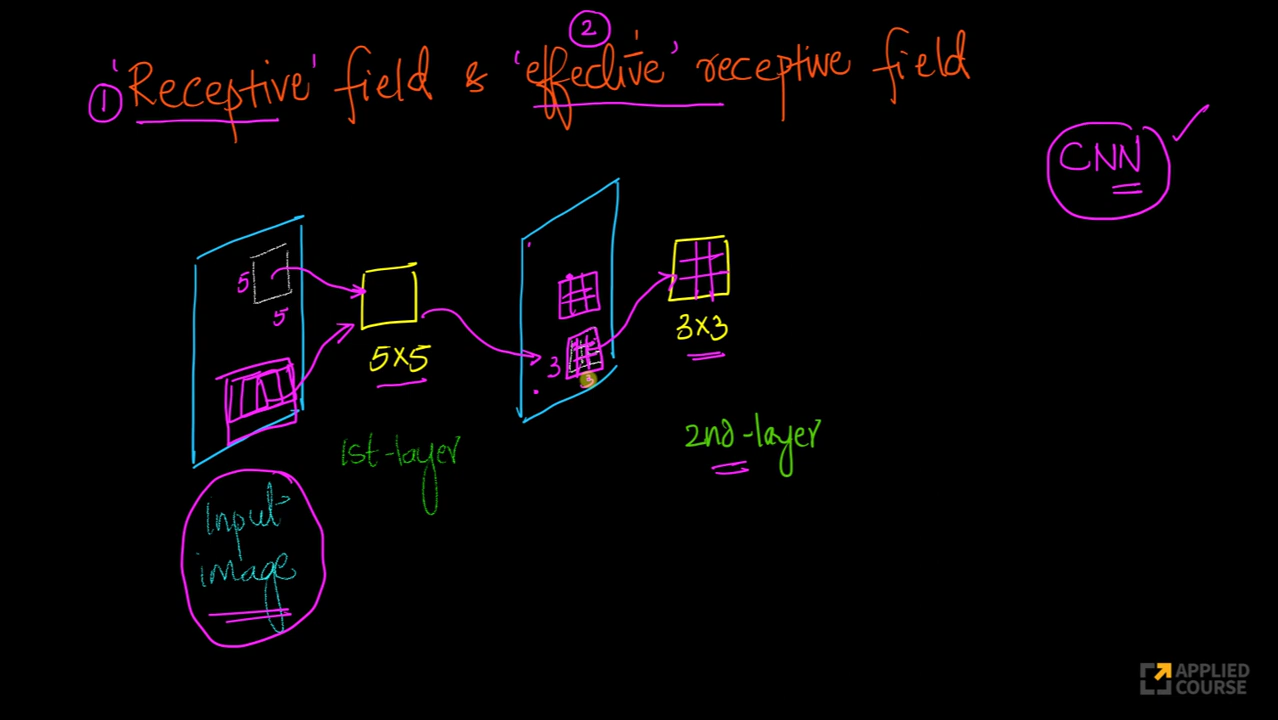 2
① 'Receptive' field & 'effective' receptive field
CNN
5
5
5x5
3
3
3x3
1st-layer
2nd-layer
Input
image
APPLIED
COURSE